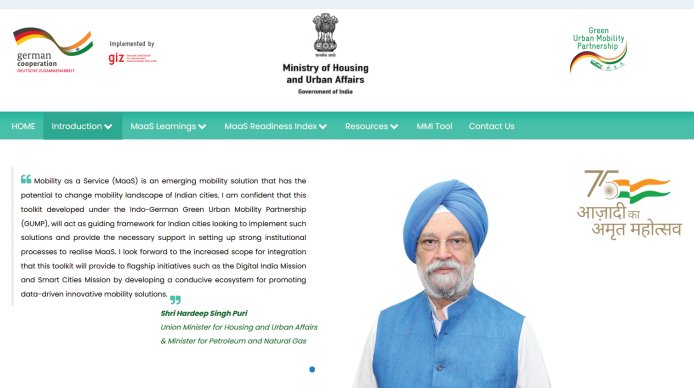 german
cooperation
DEUTSCHE ZUSAMMENARBEIT
Implemented by
giz
Ministry of Housing
and Urban Affairs
Government of India
Green
Urban Mobility
Partnership
HOME Introduction MaaS Learnings MaaS Readiness Index Resources MMI Tool Contact Us
Mobility as a Service (MaaS) is an emerging mobility solution that has the
potential to change mobility landscape of Indian cities. I am confident that this
toolkit developed under the Indo-German Green Urban Mobility Partnership
(GUMP), will act as guiding framework for Indian cities looking to implement such
solutions and provide the necessary support in setting up strong institutional
processes to realise MaaS. I look forward to the increased scope for integration
that this toolkit will provide to flagship initiatives such as the Digital India Mission
and Smart Cities Mission by developing a conducive ecosystem for promoting
data-driven innovative mobility solutions.
Shri Hardeep Singh Puri
Union Minister for Housing and Urban Affairs
& Minister for Petroleum and Natural Gas
75
आज़ादी का
अमृत महोत्सव